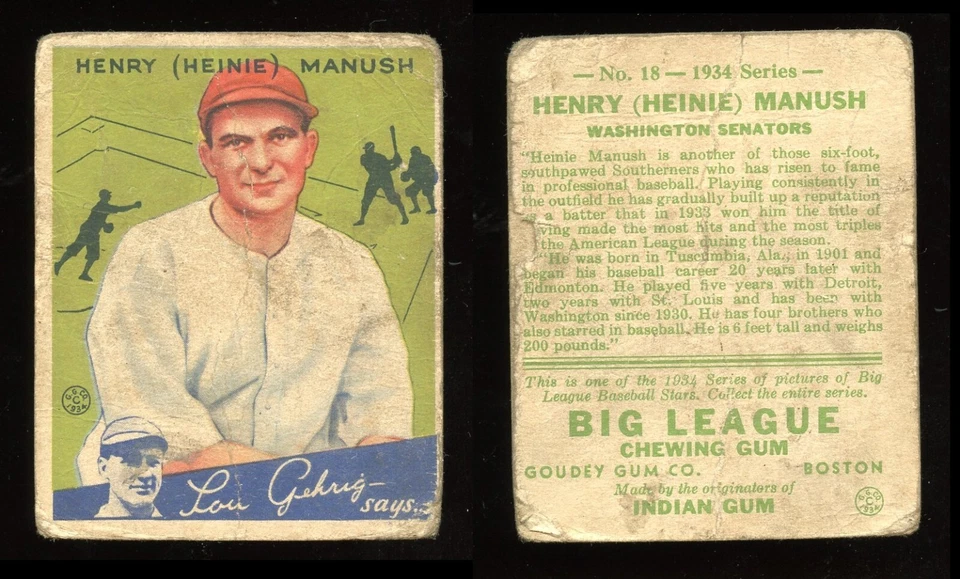 HENRY (HEINIE) MANUSH
G.G.CO.
C
1934
Lou Gehrig
says...
— No. 18 — 1934 Series —
HENRY (HEINIE) MANUSH
WASHINGTON SENATORS
"Heinie Manush is another of those six-foot,
southpawed Southerners who has risen to fame
in professional baseball. Playing consistently in
the outfield he has gradually built up a reputation
a batter that in 1933 won him the title of
ving made the most hits and the most triples
the American League during the season.
"He was born in Tuscumbia, Ala., in 1901 and
began his baseball career 20 years later with
Edmonton. He played five years with Detroit,
two years with St. Louis and has been with
Washington since 1930. He has four brothers who
also starred in baseball. He is 6 feet tall and weighs
200 pounds."
This is one of the 1934 Series of pictures of Big
League Baseball Stars. Collect the entire series.
BIG LEAGUE
CHEWING GUM
GOUDEY GUM CO. BOSTON
Made by the originators of
INDIAN GUM
G.G.CO.
C
1934